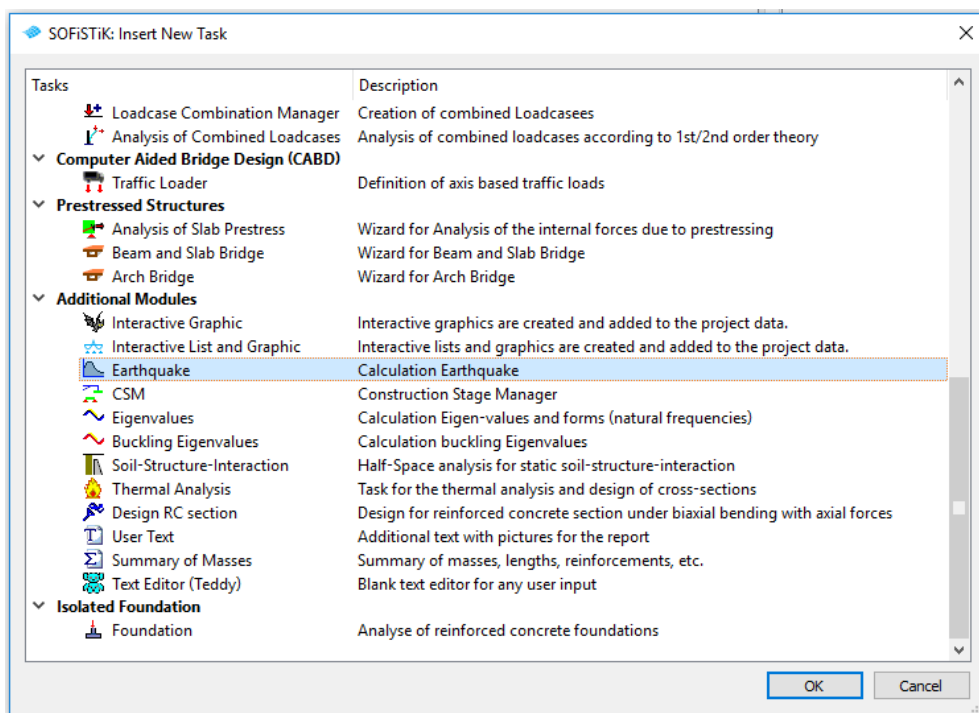 SOFiSTiK: Insert New Task
Tasks Description
Loadcase Combination Manager Creation of combined Loadcasees
Analysis of Combined Loadcases Analysis of combined loadcases according to 1st/2nd order theory
Computer Aided Bridge Design (CABD)
Traffic Loader Definition of axis based traffic loads
Prestressed Structures
Analysis of Slab Prestress Wizard for Analysis of the internal forces due to prestressing
Beam and Slab Bridge Wizard for Beam and Slab Bridge
Arch Bridge Wizard for Arch Bridge
Additional Modules
Interactive Graphic Interactive graphics are created and added to the project data.
Interactive List and Graphic Interactive lists and graphics are created and added to the project data.
Earthquake Calculation Earthquake
CSM Construction Stage Manager
Eigenvalues Calculation Eigen-values and forms (natural frequencies)
Buckling Eigenvalues Calculation buckling Eigenvalues
Soil-Structure-Interaction Half-Space analysis for static soil-structure-interaction
Thermal Analysis Task for the thermal analysis and design of cross-sections
Design RC section Design for reinforced concrete section under biaxial bending with axial forces
User Text Additional text with pictures for the report
Summary of Masses Summary of masses, lengths, reinforcements, etc.
Text Editor (Teddy) Blank text editor for any user input
Isolated Foundation
Foundation Analyse of reinforced concrete foundations
OK Cancel